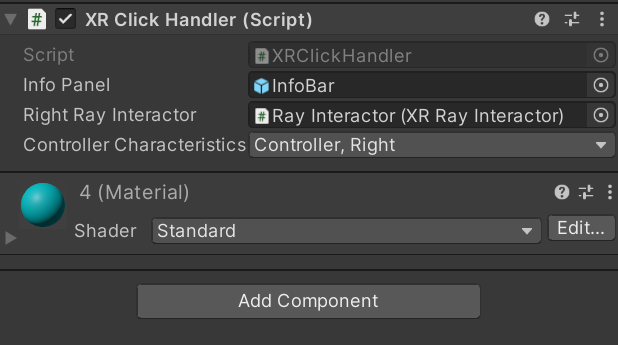 XR Click Handler (Script)
Script XRClickHandler
Info Panel InfoBar
Right Ray Interactor Ray Interactor (XR Ray Interactor)
Controller Characteristics Controller, Right
4 (Material)
Shader Standard Edit...
Add Component